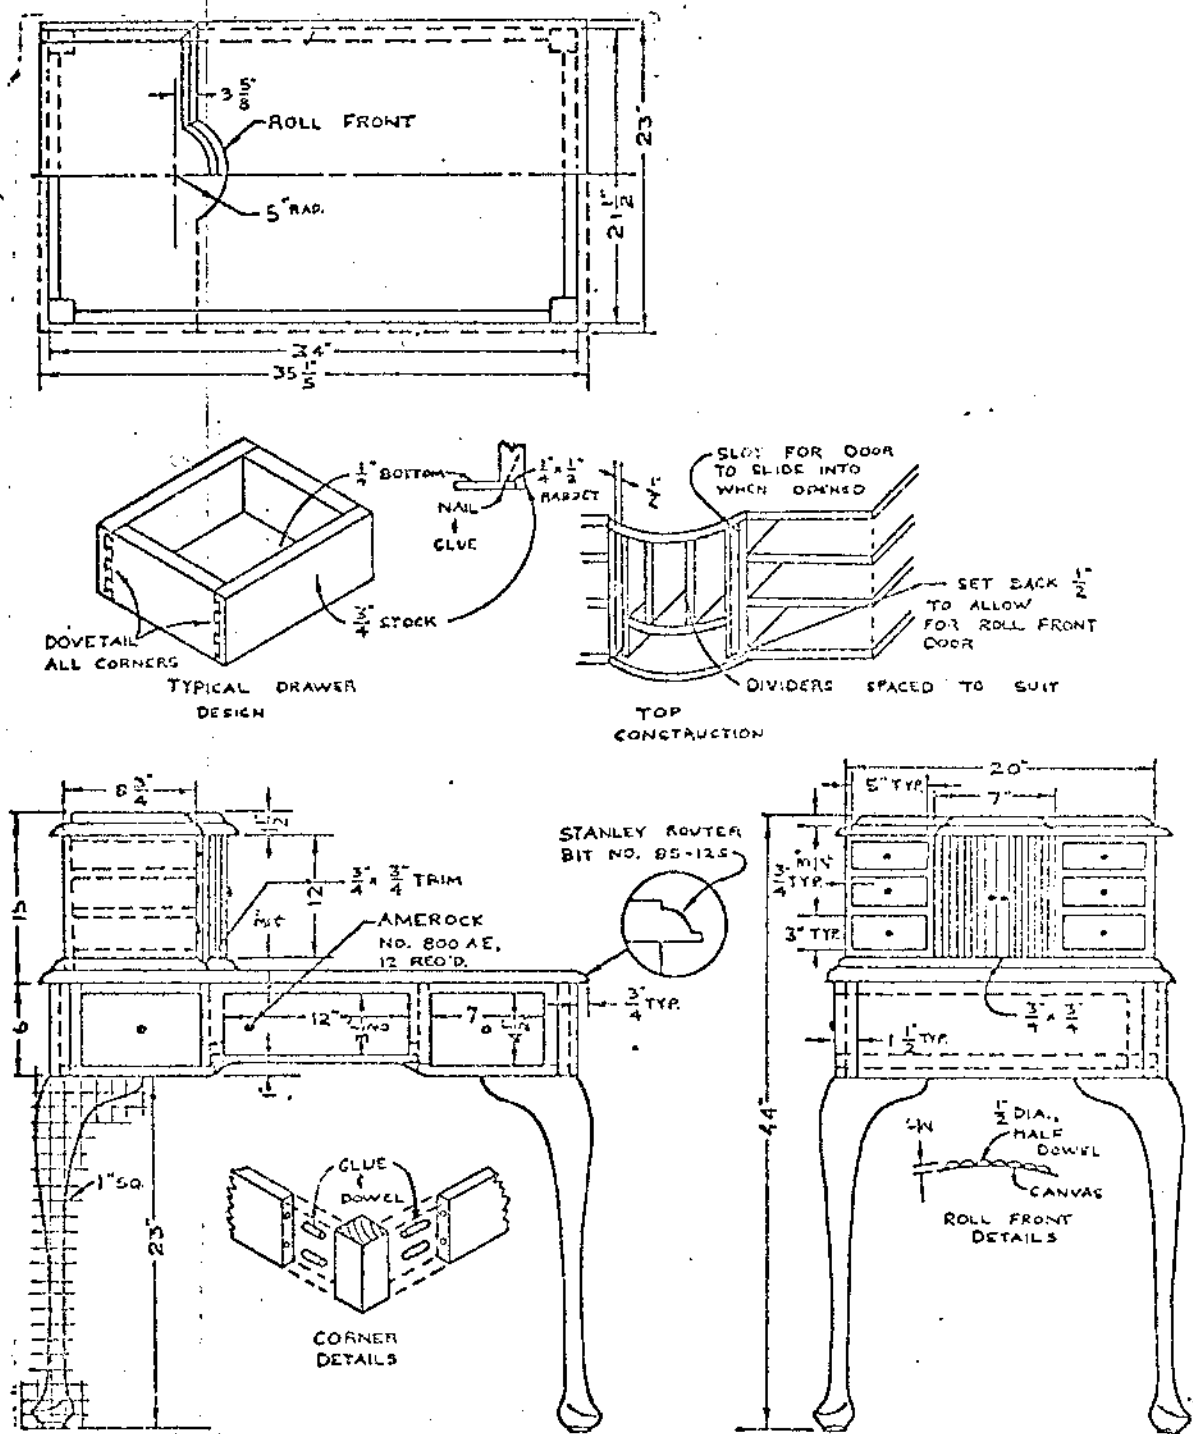 3 5/8"
ROLL FRONT
5" RAD.
23"
21 1/2"
34"
35 1/5
1/4" BOTTOM
1/4" x 1/2"
RABBET
NAIL
GLUE
3/4" STOCK
DOVETAIL
ALL CORNERS
TYPICAL DRAWER
DESIGN
SLOT FOR DOOR
TO SLIDE INTO
WHEN OPENED
SET BACK 1/2"
TO ALLOW
FOR ROLL FRONT
DOOR
DIVIDERS SPACED TO SUIT
TOP
CONSTRUCTION
8 3/4"
15
12
3/4" x 3/4" TRIM
AMEROCK
NO. 800 AE,
12 REQ'D.
STANLEY ROUTER
BIT NO. 85-125
3/4" TYP.
6
12"
7
20"
5" TYP.
7"
TYP.
3" TYP.
3/4 x 3/4
1 1/2" TYP.
44"
1" SQ.
23"
GLUE
DOWEL
CORNER
DETAILS
1/2" DIA.,
HALF
DOWEL
CANVAS
ROLL FRONT
DETAILS